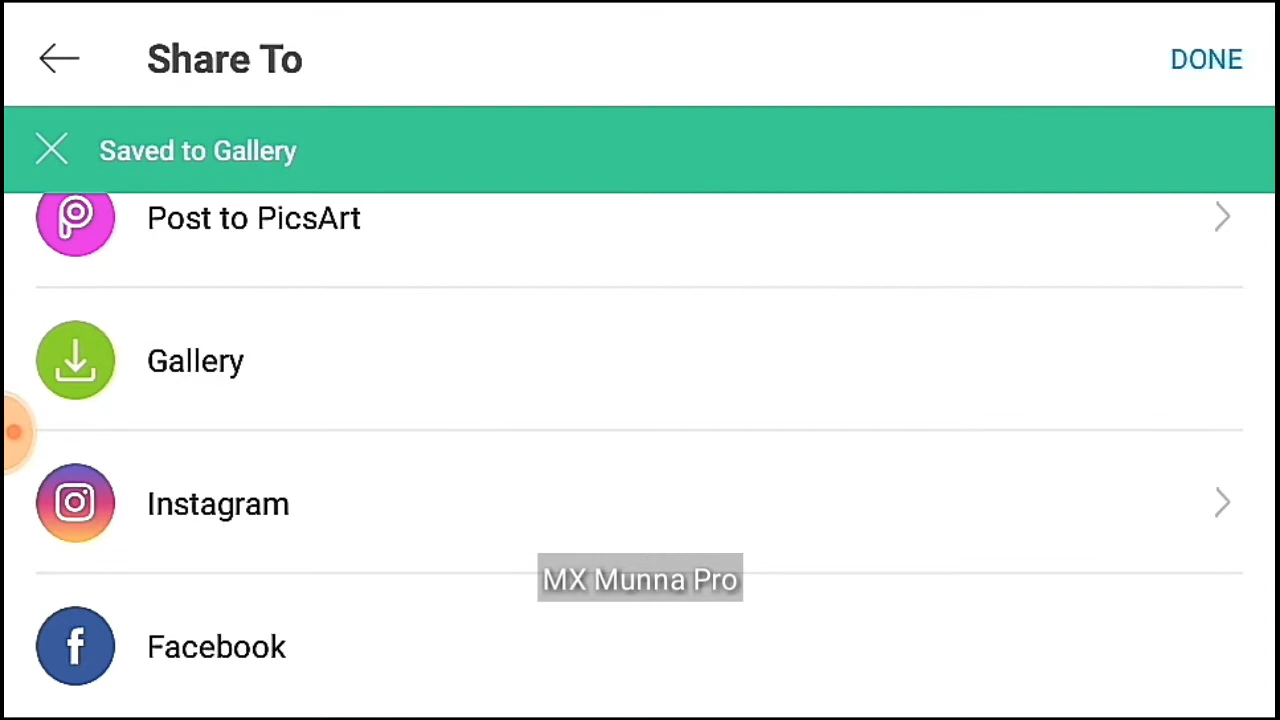 Share To
DONE
Saved to Gallery
Post to PicsArt
Gallery
Instagram
MX Munna Pro
Facebook